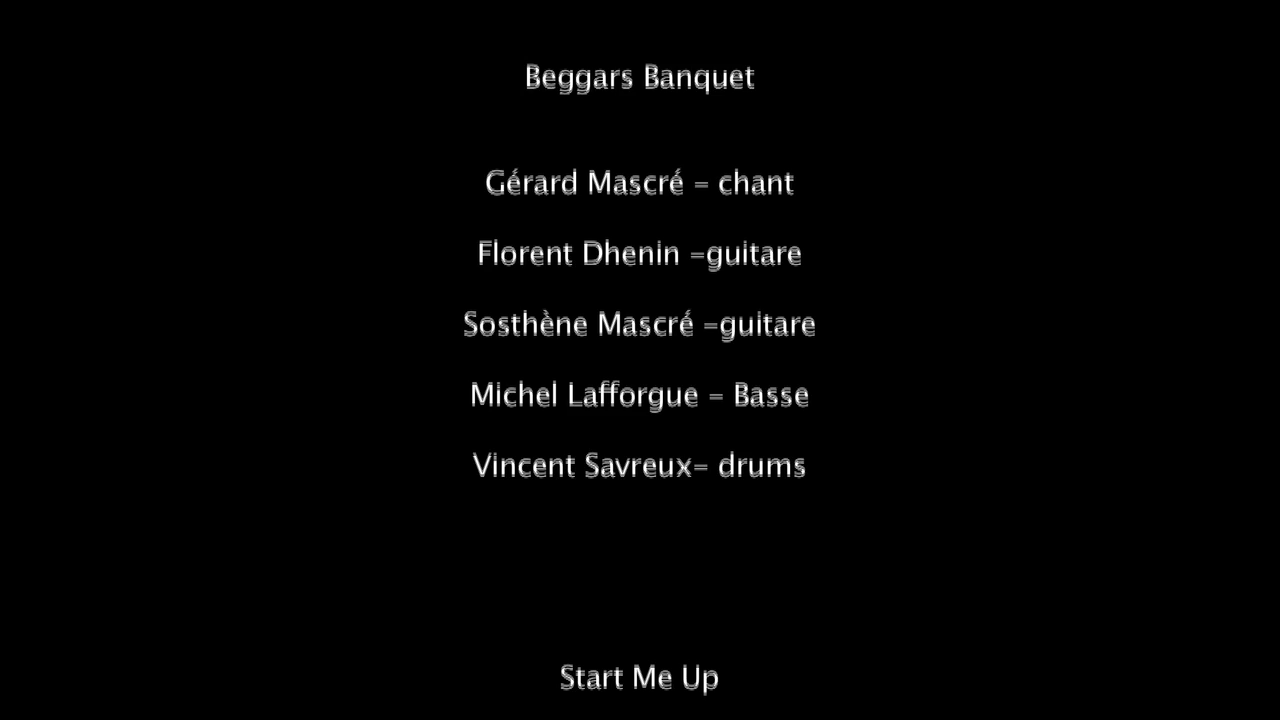 Beggars Banquet
Gérard Mascré - chant
Florent Dhenin -guitare
Sosthène Mascré -guitare
Michel Lafforgue - Basse
Vincent Savreux- drums
Start Me Up